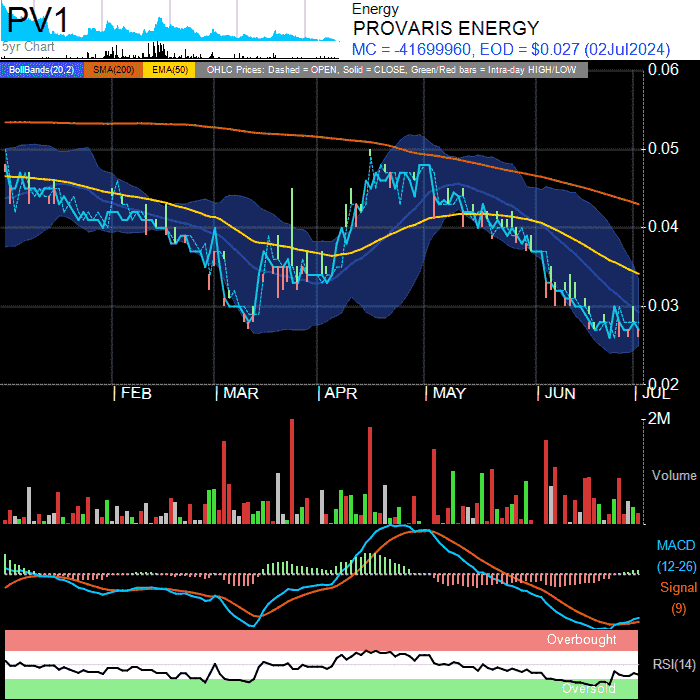 PV1
5yr Chart
Energy
PROVARIS ENERGY
MC = -41699960, EOD = $0.027 (02Jul2024)
BollBands(20,2) SMA(200) EMA(50) OHLC Prices: Dashed = OPEN, Solid = CLOSE, Green/Red bars = Intra-day HIGH/LOW
0.06
0.05
0.04
0.03
0.02
FEB MAR APR MAY JUN JUL
2M
Volume
MACD
(12-26)
Signal
(9)
Overbought
RSI(14)
Oversold